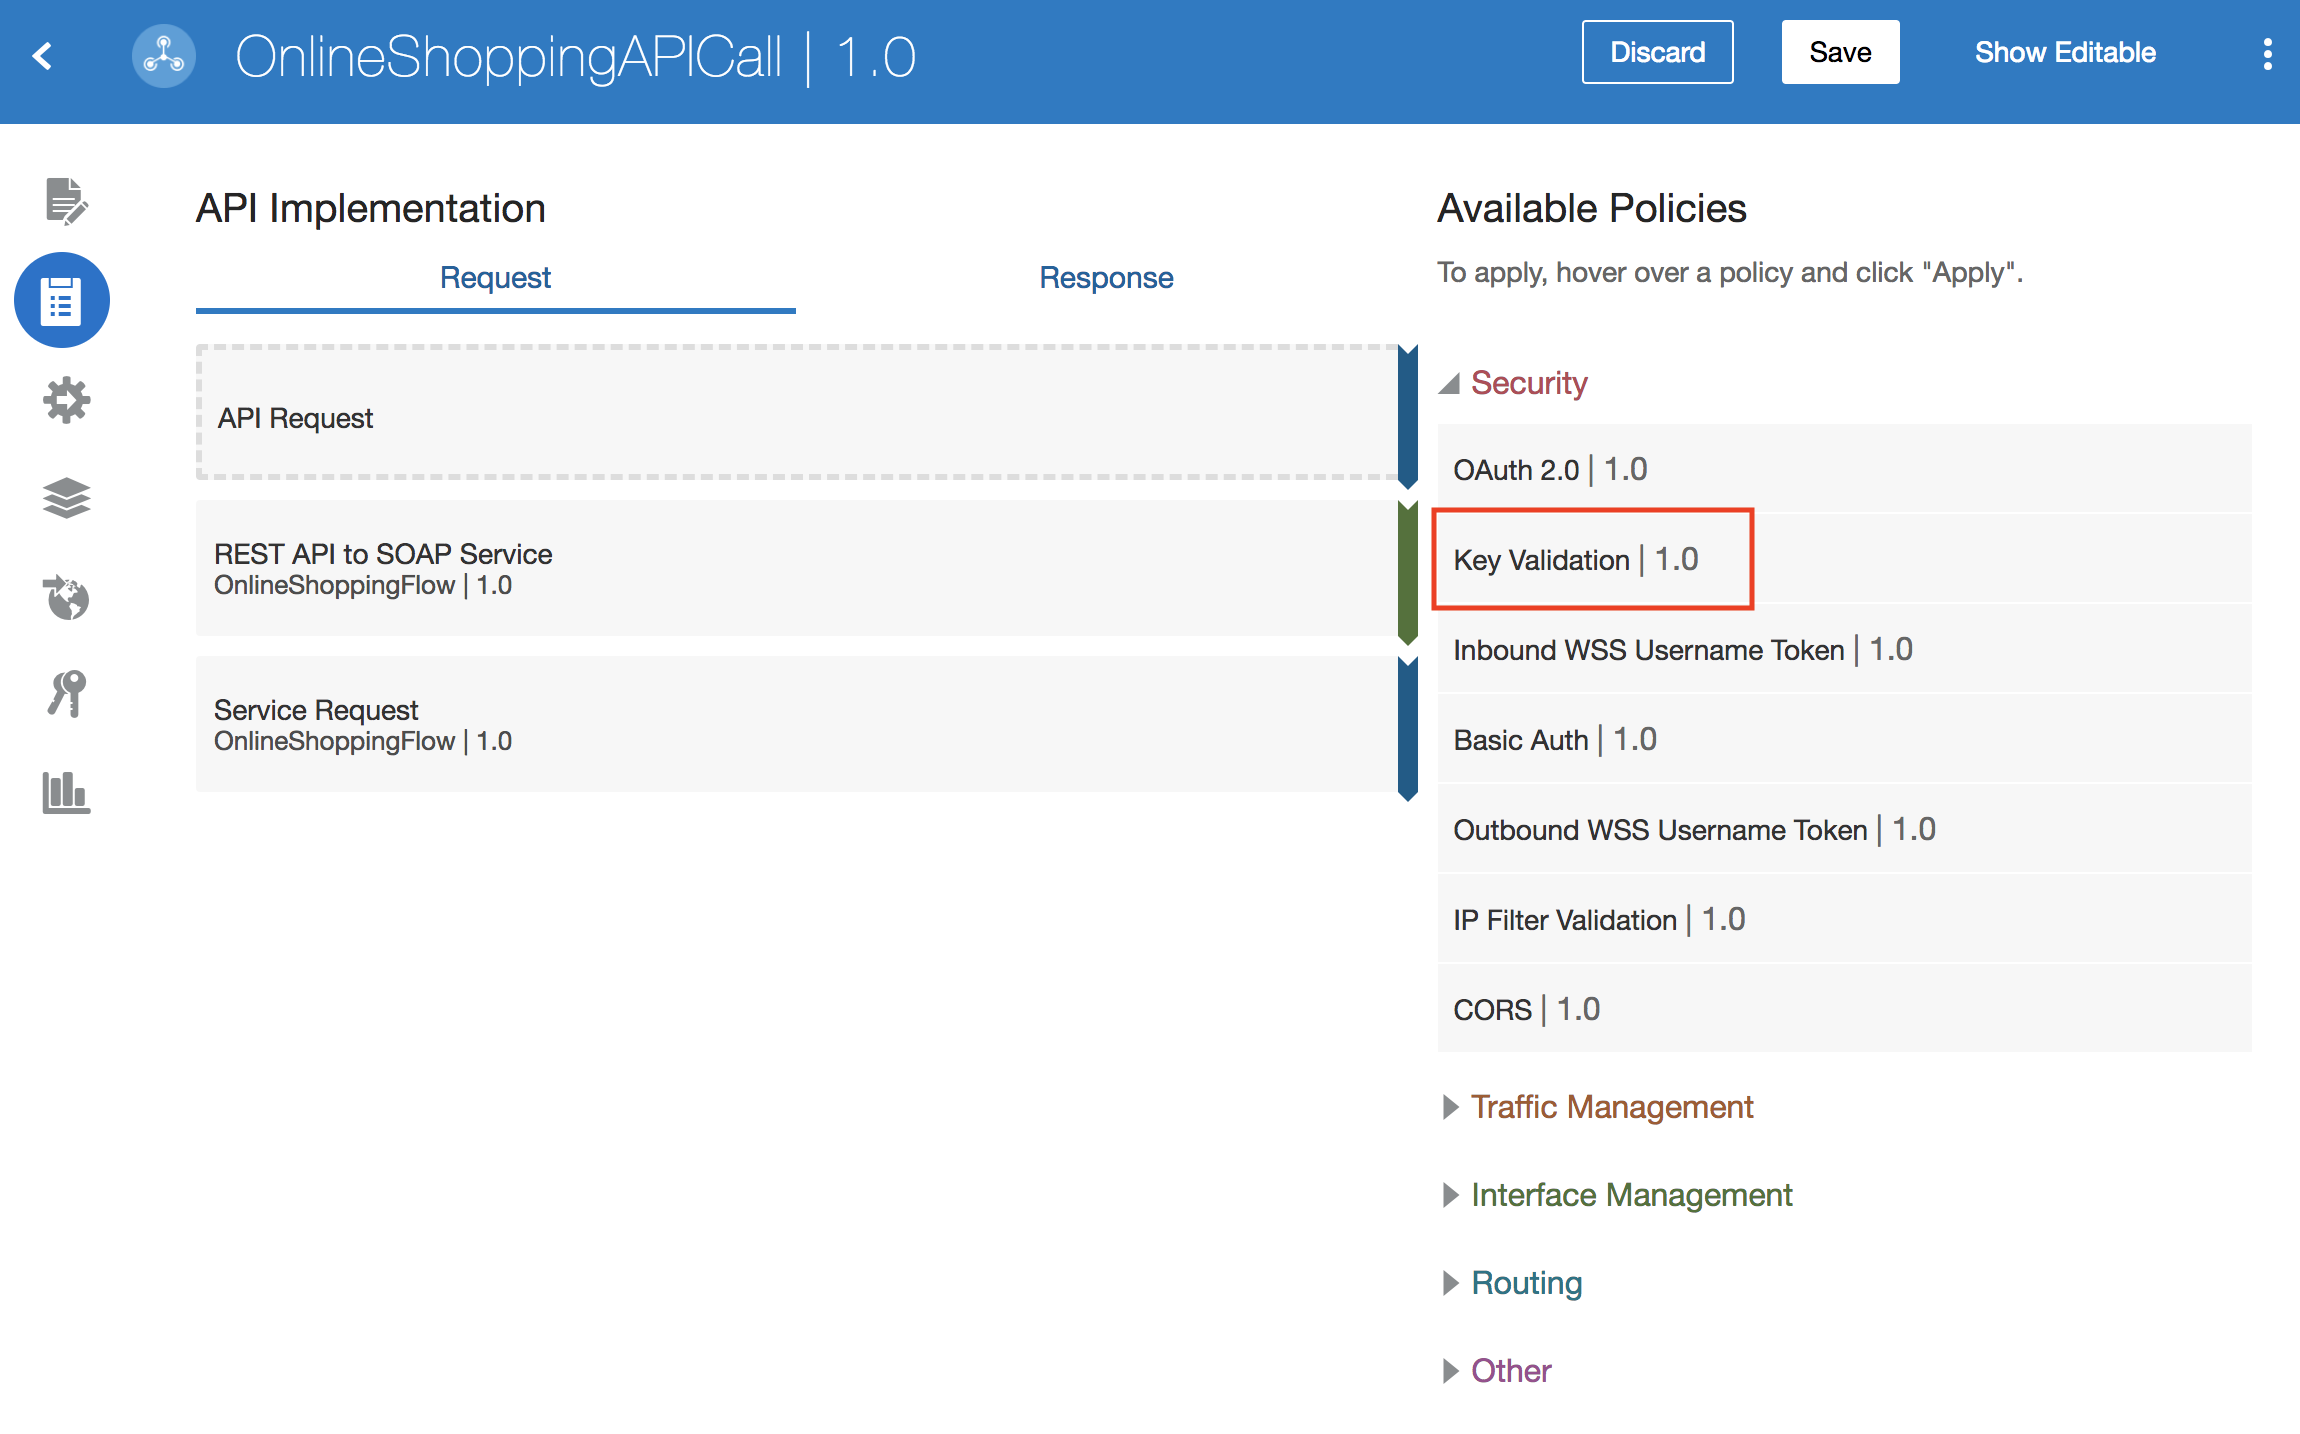 OnlineShoppingAPICall | 1.0
Discard
Save
Show Editable
API Implementation
Request
Response
API Request
REST API to SOAP Service
OnlineShoppingFlow | 1.0
Service Request
OnlineShoppingFlow | 1.0
Available Policies
To apply, hover over a policy and click "Apply".
Security
OAuth 2.0 | 1.0
Key Validation | 1.0
Inbound WSS Username Token | 1.0
Basic Auth | 1.0
Outbound WSS Username Token | 1.0
IP Filter Validation | 1.0
CORS | 1.0
Traffic Management
Interface Management
Routing
Other